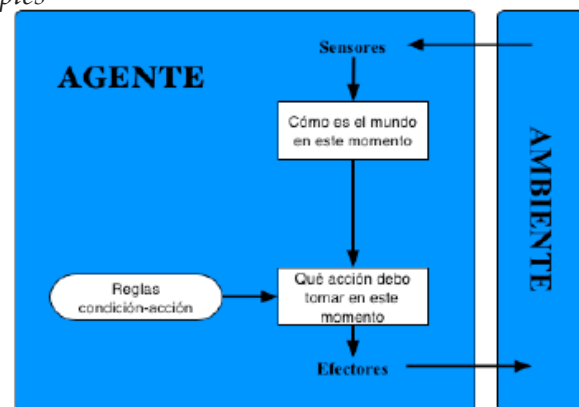 AGENTE
Sensores
Cómo es el mundo
en este momento
AMBIENTE
Reglas
condición-acción
Qué acción debo
tomar en este
momento
Efectores